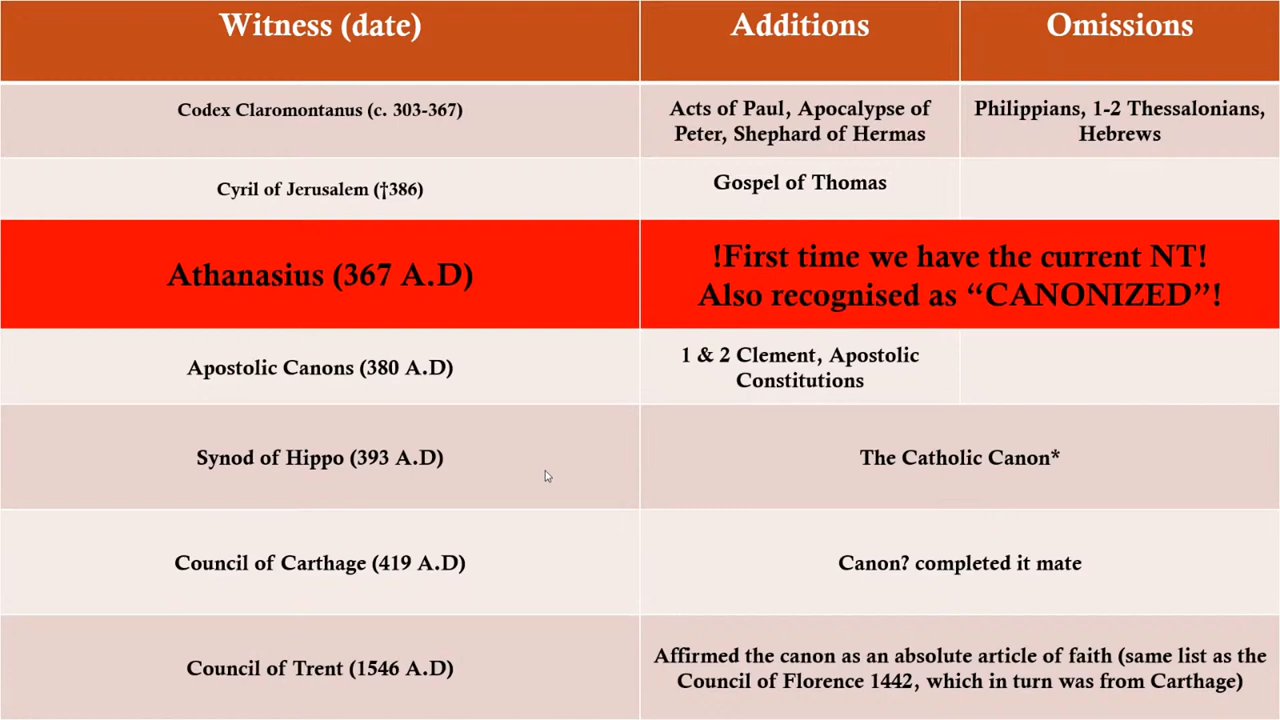 Witness (date)
Additions
Omissions
Codex Claromontanus (c. 303-367)
Acts of Paul, Apocalypse of
Peter, Shephard of Hermas
Philippians, 1-2 Thessalonians,
Hebrews
Cyril of Jerusalem (†386)
Gospel of Thomas
Athanasius (367 A.D)
!First time we have the current NT!
Also recognised as “CANONIZED”!
Apostolic Canons (380 A.D)
1 & 2 Clement, Apostolic
Constitutions
Synod of Hippo (393 A.D)
The Catholic Canon*
Council of Carthage (419 A.D)
Canon? completed it mate
Council of Trent (1546 A.D)
Affirmed the canon as an absolute article of faith (same list as the
Council of Florence 1442, which in turn was from Carthage)